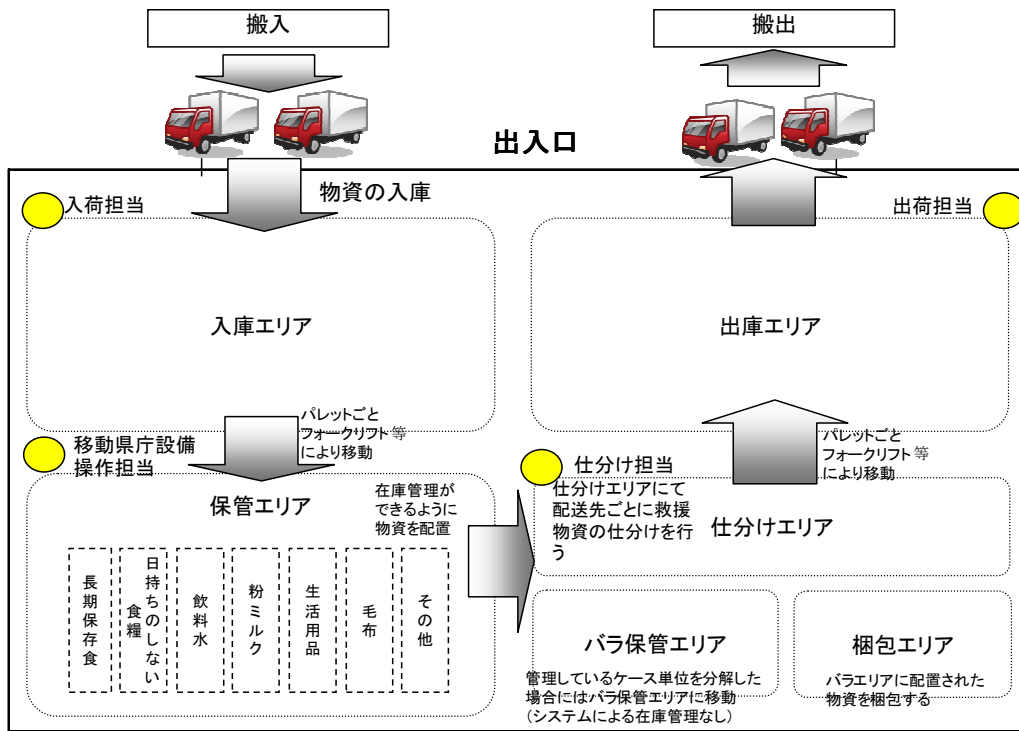 搬入
搬出
出入口
物資の入庫
入荷担当
出荷担当
入庫エリア
出庫エリア
パレットごと
フォークリフト等
により移動
パレットごと
フォークリフト等
により移動
移動県庁設備
操作担当
仕分け担当
保管エリア
在庫管理が
できるように
物資を配置
仕分けエリアにて
配送先ごとに救援
物資の仕分けを行
う
仕分けエリア
長期保存食
日持ちのしない
食糧
飲料水
粉ミルク
生活用品
毛布
その他
バラ保管エリア
管理しているケース単位を分解した
場合にはバラ保管エリアに移動
（システムによる在庫管理なし）
梱包エリア
バラエリアに配置された
物資を梱包する